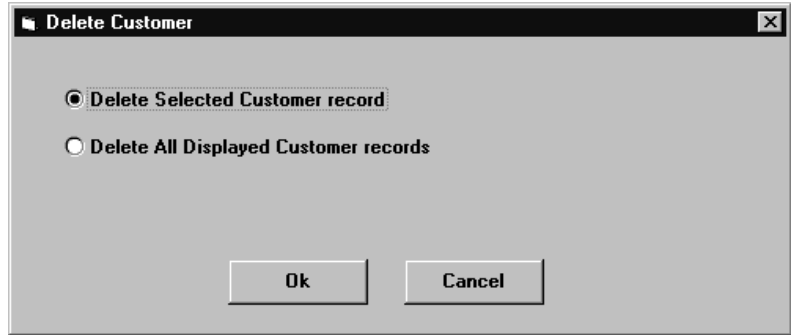 Delete Customer
Delete Selected Customer record
Delete All Displayed Customer records
Ok Cancel